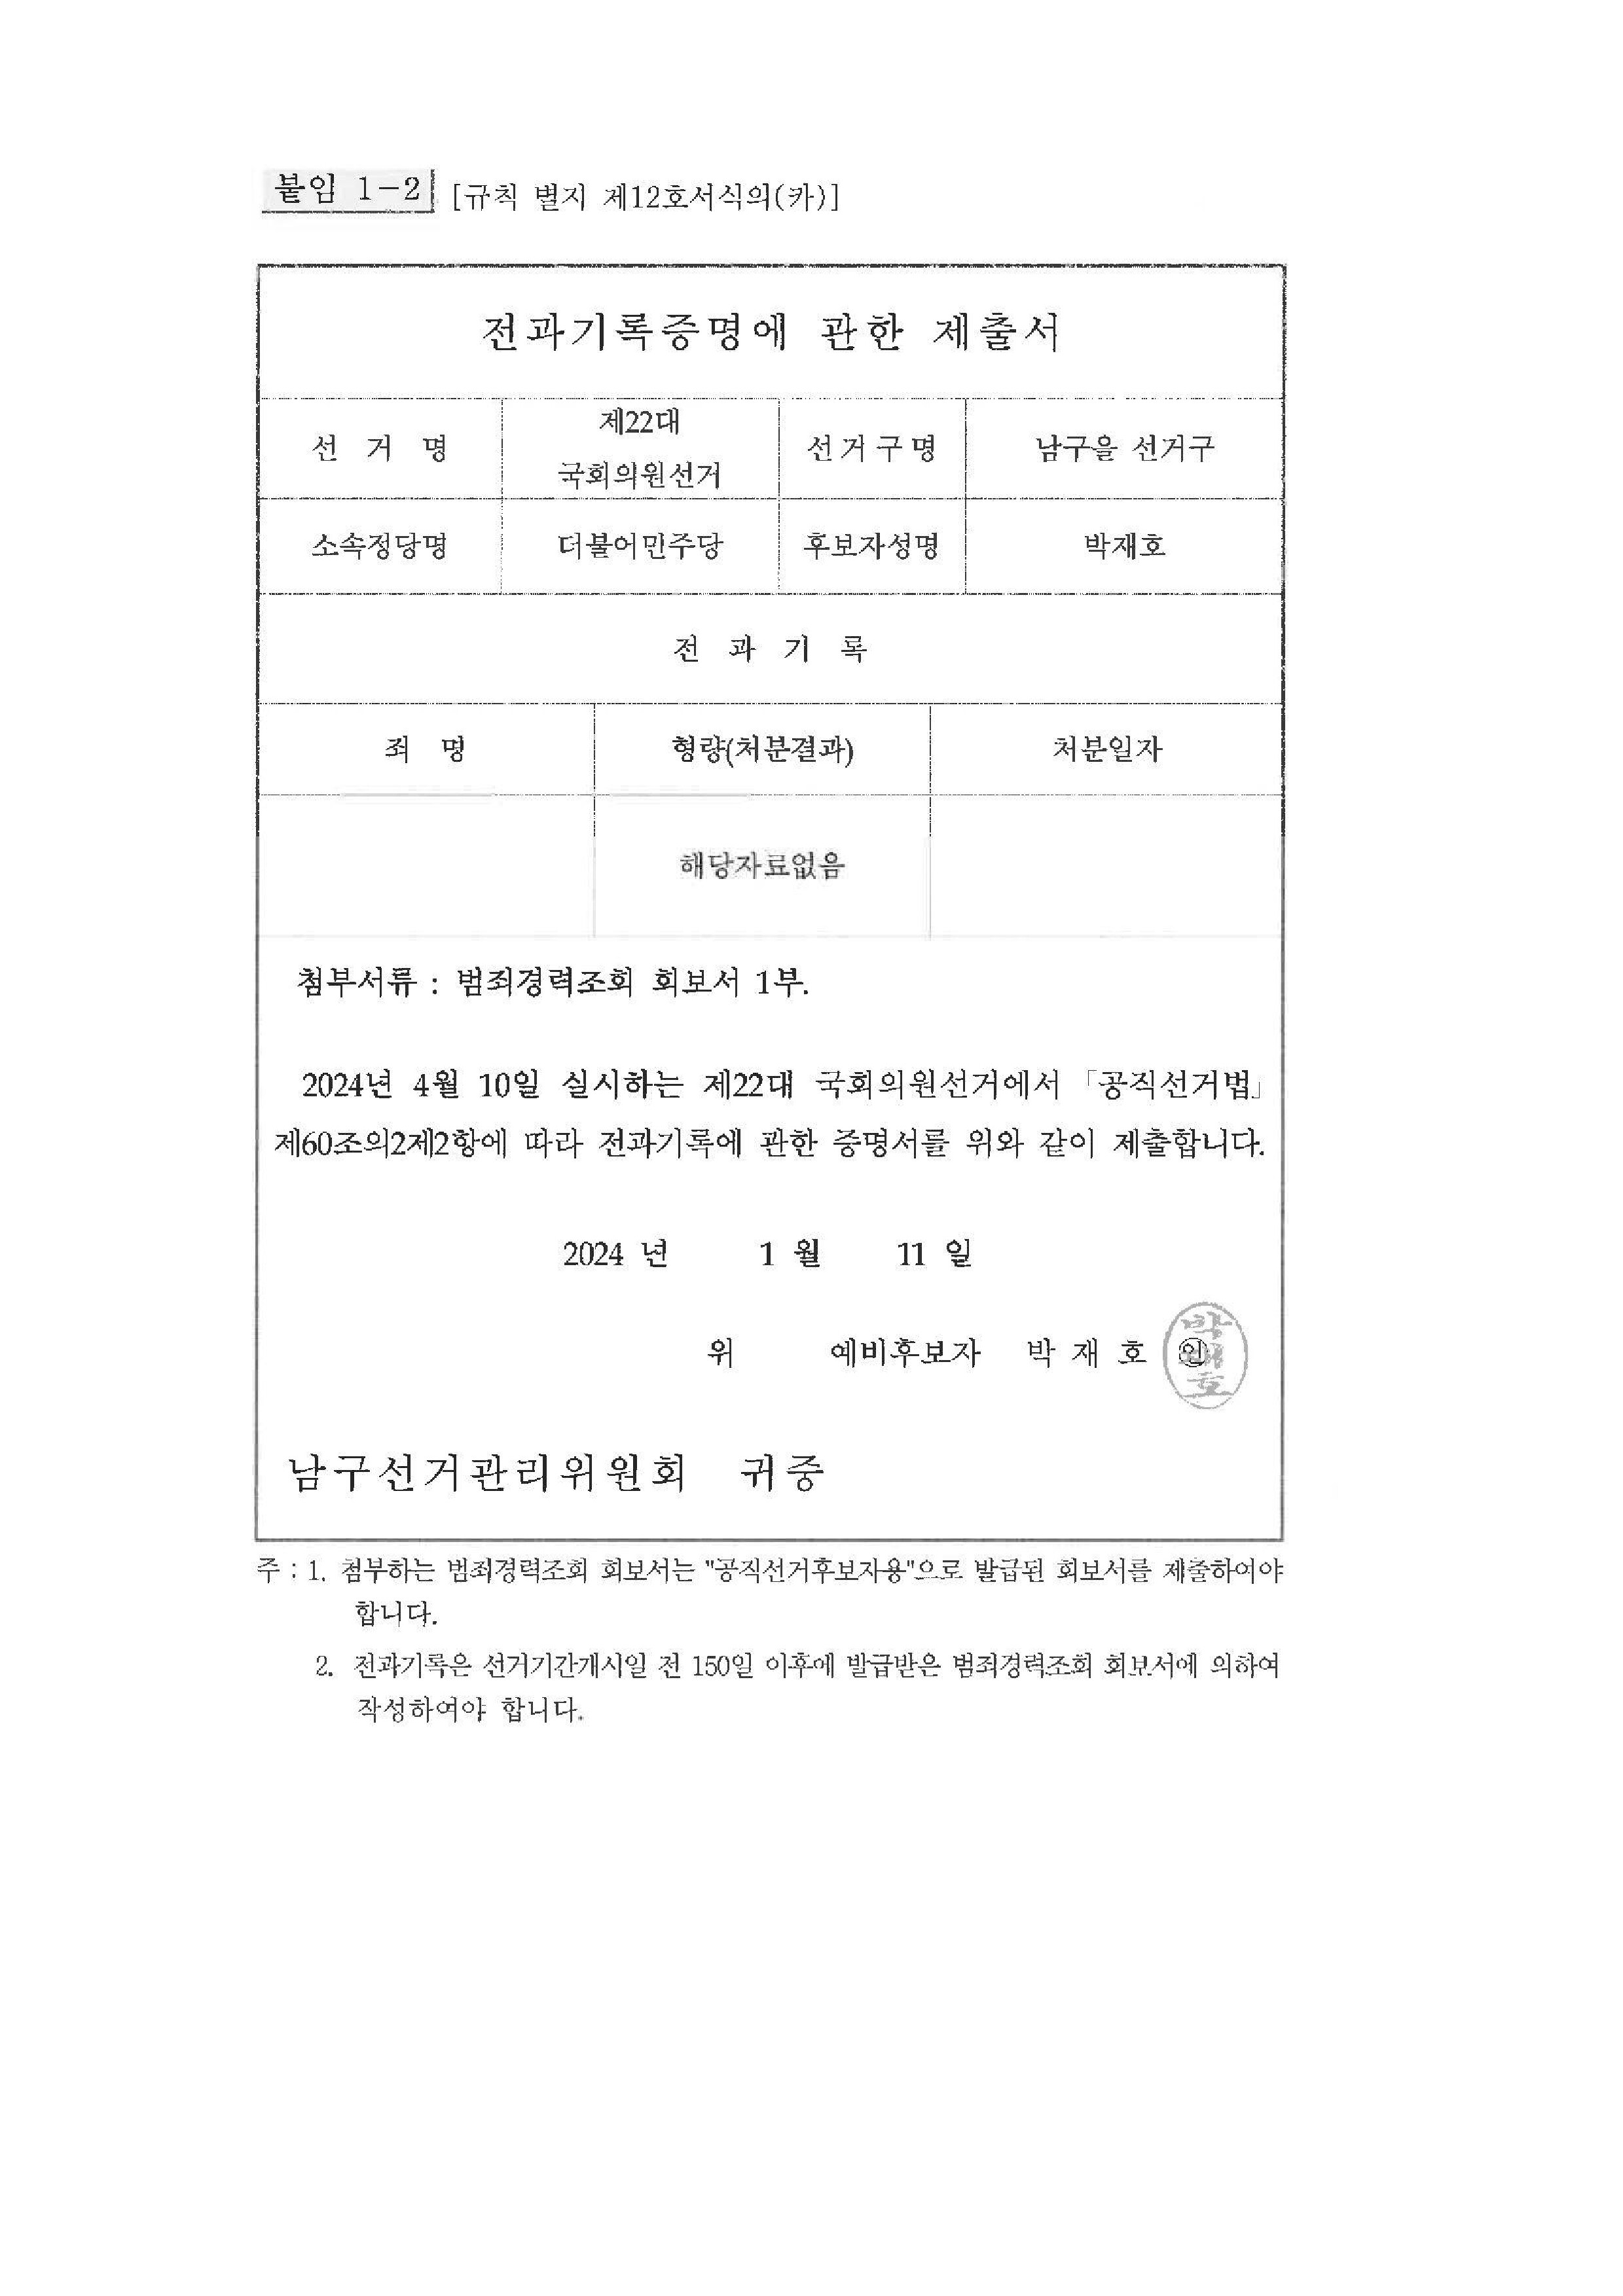 붙임 1-2 [규칙 별지 제12호서식의(카)]
전과기록증명에 관한 제출서
선 거 명
제22대
국회의원선거
선거구명
남구을 선거구
소속정당명
더불어민주당
후보자성명
박재호
전 과 기 록
죄 명
형량(처분결과)
처분일자
해당자료없음
첨부서류 : 범죄경력조회 회보서 1부.
2024년 4월 10일 실시하는 제22대 국회의원선거에서 「공직선거법」
제60조의2제2항에 따라 전과기록에 관한 증명서를 위와 같이 제출합니다.
2024 년 1 월 11 일
위 예비후보자 박 재 호 ㊞
박재호
남구선거관리위원회 귀중
주 : 1. 첨부하는 범죄경력조회 회보서는 "공직선거후보자용"으로 발급된 회보서를 제출하여야
합니다.
2. 전과기록은 선거기간개시일 전 150일 이후에 발급받은 범죄경력조회 회보서에 의하여
작성하여야 합니다.